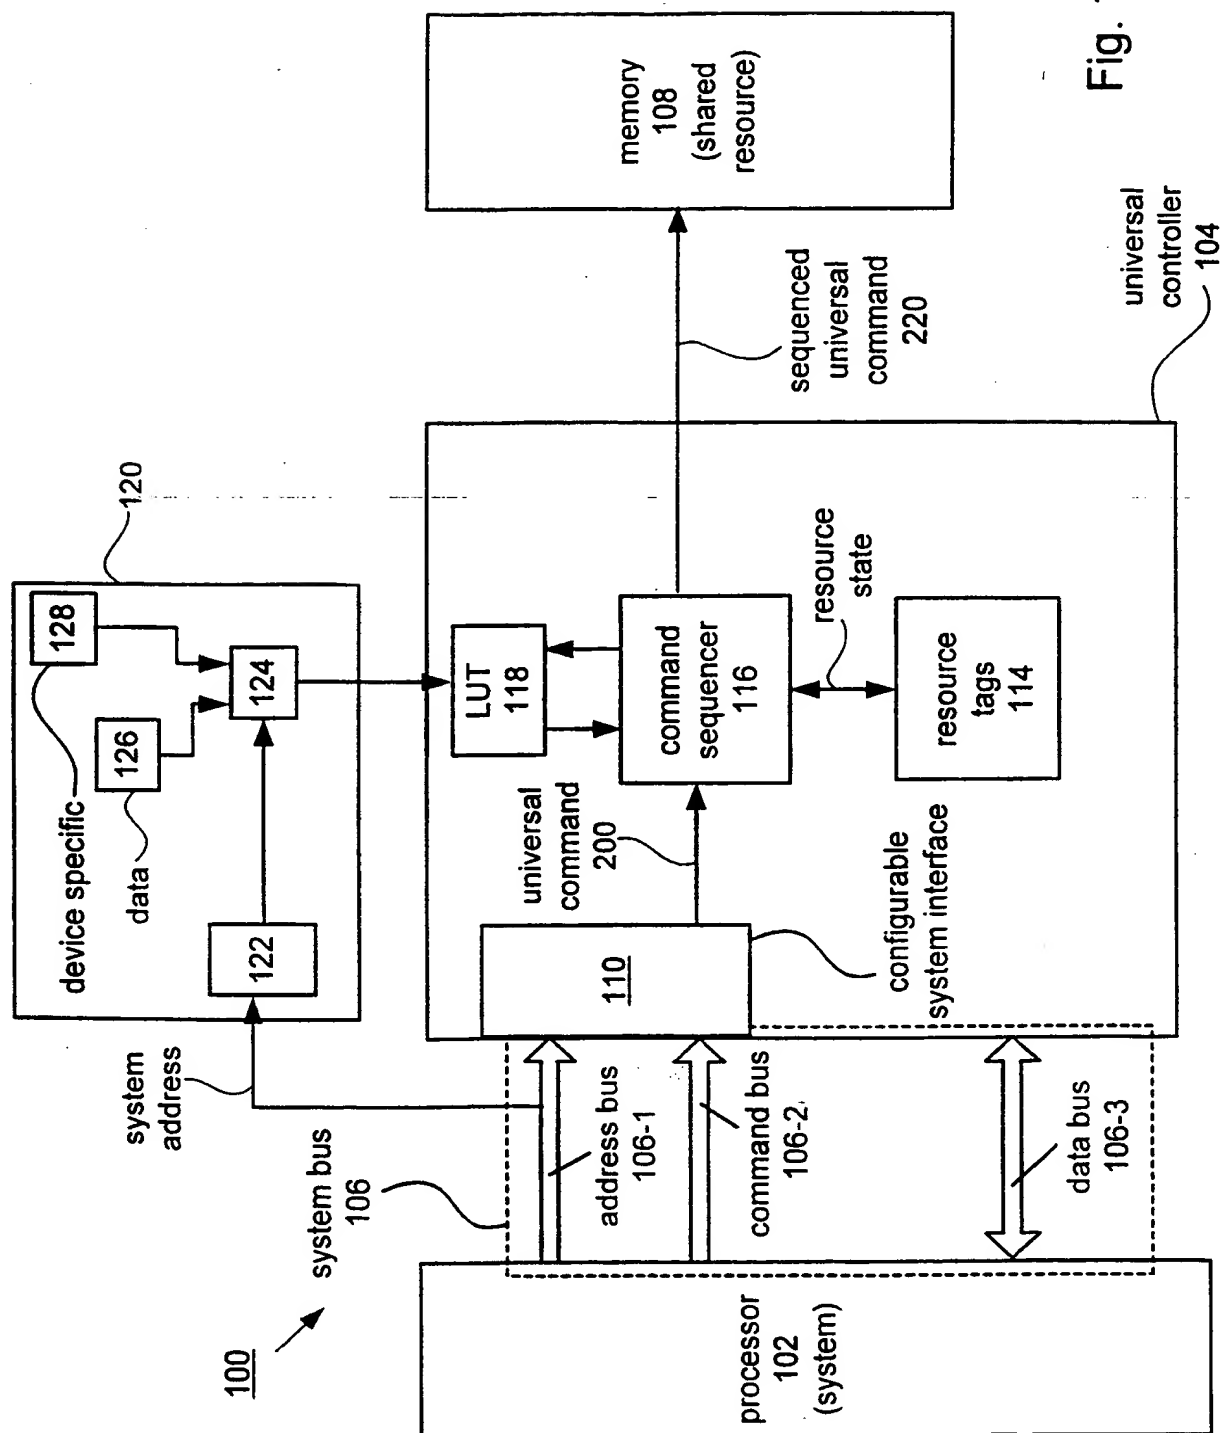 100
system bus
106
system
address
processor
102
(system)
address bus
106-1
command bus
106-2
data bus
106-3
120
122
124
126
128
device specific
data
110
configurable
system interface
universal
command
200
LUT
118
command
sequencer
116
resource
state
resource
tags
114
universal
controller
104
sequenced
universal
command
220
memory
108
(shared
resource)
Fig.